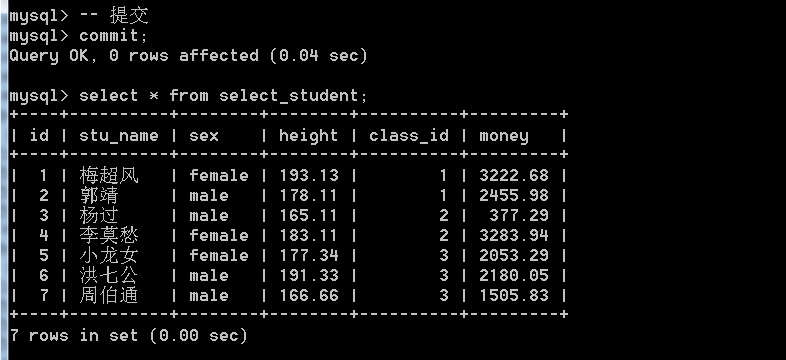 mysql> -- 提交
mysql> commit;
Query OK, 0 rows affected (0.04 sec)
mysql> select * from select_student;
+----+----------+--------+--------+----------+---------+
| id | stu_name | sex    | height | class_id | money   |
+----+----------+--------+--------+----------+---------+
|  1 | 梅超风   | female | 193.13 |        1 | 3222.68 |
|  2 | 郭靖     | male   | 178.11 |        1 | 2455.98 |
|  3 | 杨过     | male   | 165.11 |        2 |  377.29 |
|  4 | 李莫愁   | female | 183.11 |        2 | 3283.94 |
|  5 | 小龙女   | female | 177.34 |        3 | 2053.29 |
|  6 | 洪七公   | male   | 191.33 |        3 | 2180.05 |
|  7 | 周伯通   | male   | 166.66 |        3 | 1505.83 |
+----+----------+--------+--------+----------+---------+
7 rows in set (0.00 sec)